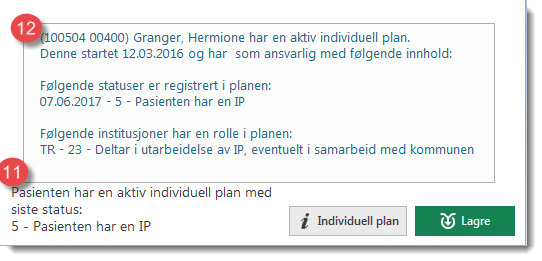 12
(100504 00400) Granger, Hermione har en aktiv individuell plan.
Denne startet 12.03.2016 og har  som ansvarlig med følgende innhold:
Følgende statuser er registrert i planen:
07.06.2017 - 5 - Pasienten har en IP
Følgende institusjoner har en rolle i planen:
TR - 23 - Deltar i utarbeidelse av IP, eventuelt i samarbeid med kommunen
11
Pasienten har en aktiv individuell plan med
siste status:
5 - Pasienten har en IP
i Individuell plan
Lagre